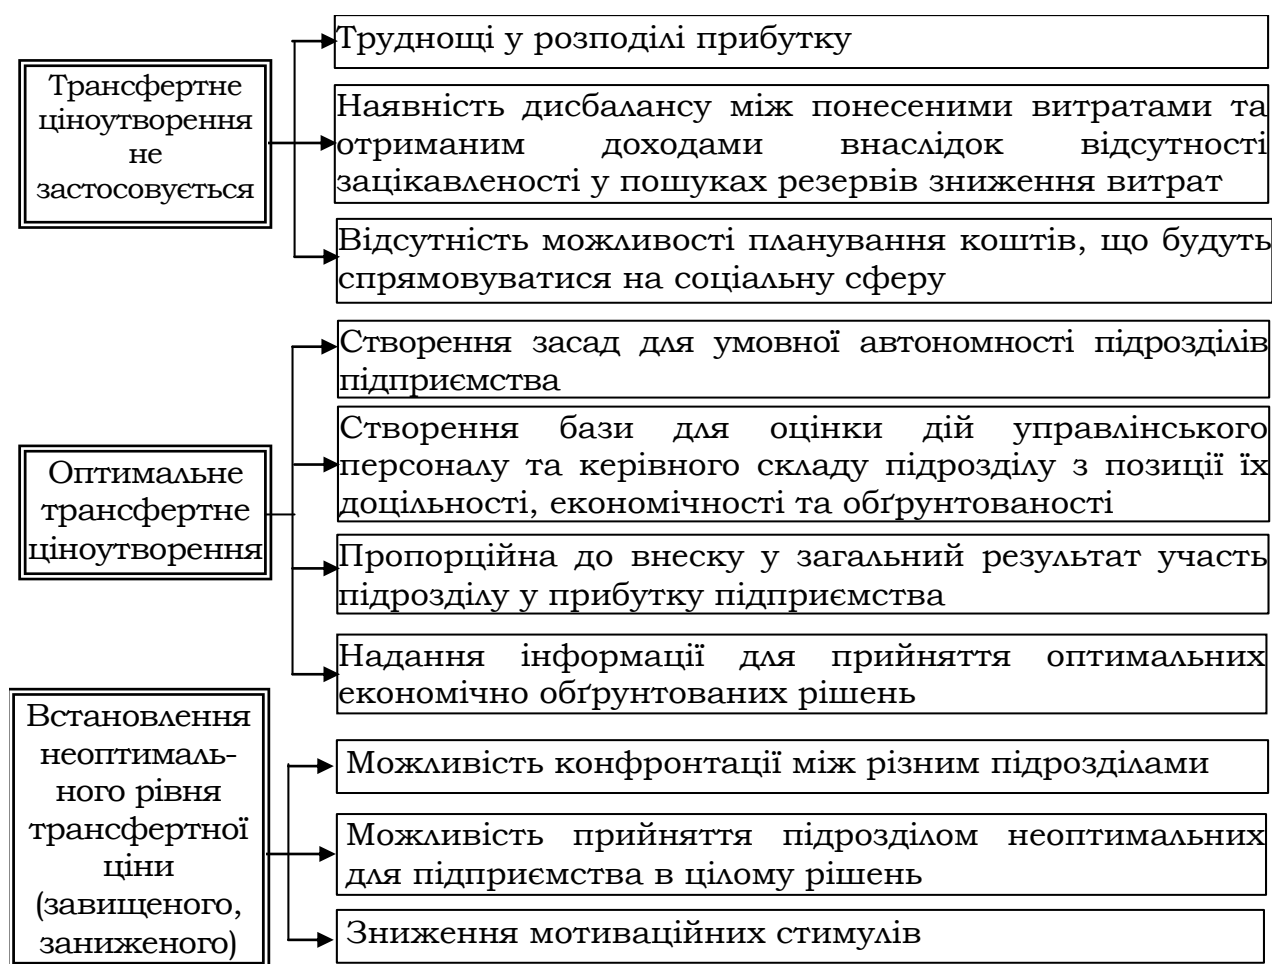 Трансфертне
ціноутворення
не
застосовується
Труднощі у розподілі прибутку
Наявність дисбалансу між понесеними витратами та
отриманим доходами внаслідок відсутності
зацікавленості у пошуках резервів зниження витрат
Відсутність можливості планування коштів, що будуть
спрямовуватися на соціальну сферу
Оптимальне
трансфертне
ціноутворення
Створення засад для умовної автономності підрозділів
підприємства
Створення бази для оцінки дій управлінського
персоналу та керівного складу підрозділу з позиції їх
доцільності, економічності та обґрунтованості
Пропорційна до внеску у загальний результат участь
підрозділу у прибутку підприємства
Надання інформації для прийняття оптимальних
економічно обґрунтованих рішень
Встановлення
неоптималь-
ного рівня
трансфертної
ціни
(завищеного,
заниженого)
Можливість конфронтації між різним підрозділами
Можливість прийняття підрозділом неоптимальних
для підприємства в цілому рішень
Зниження мотиваційних стимулів